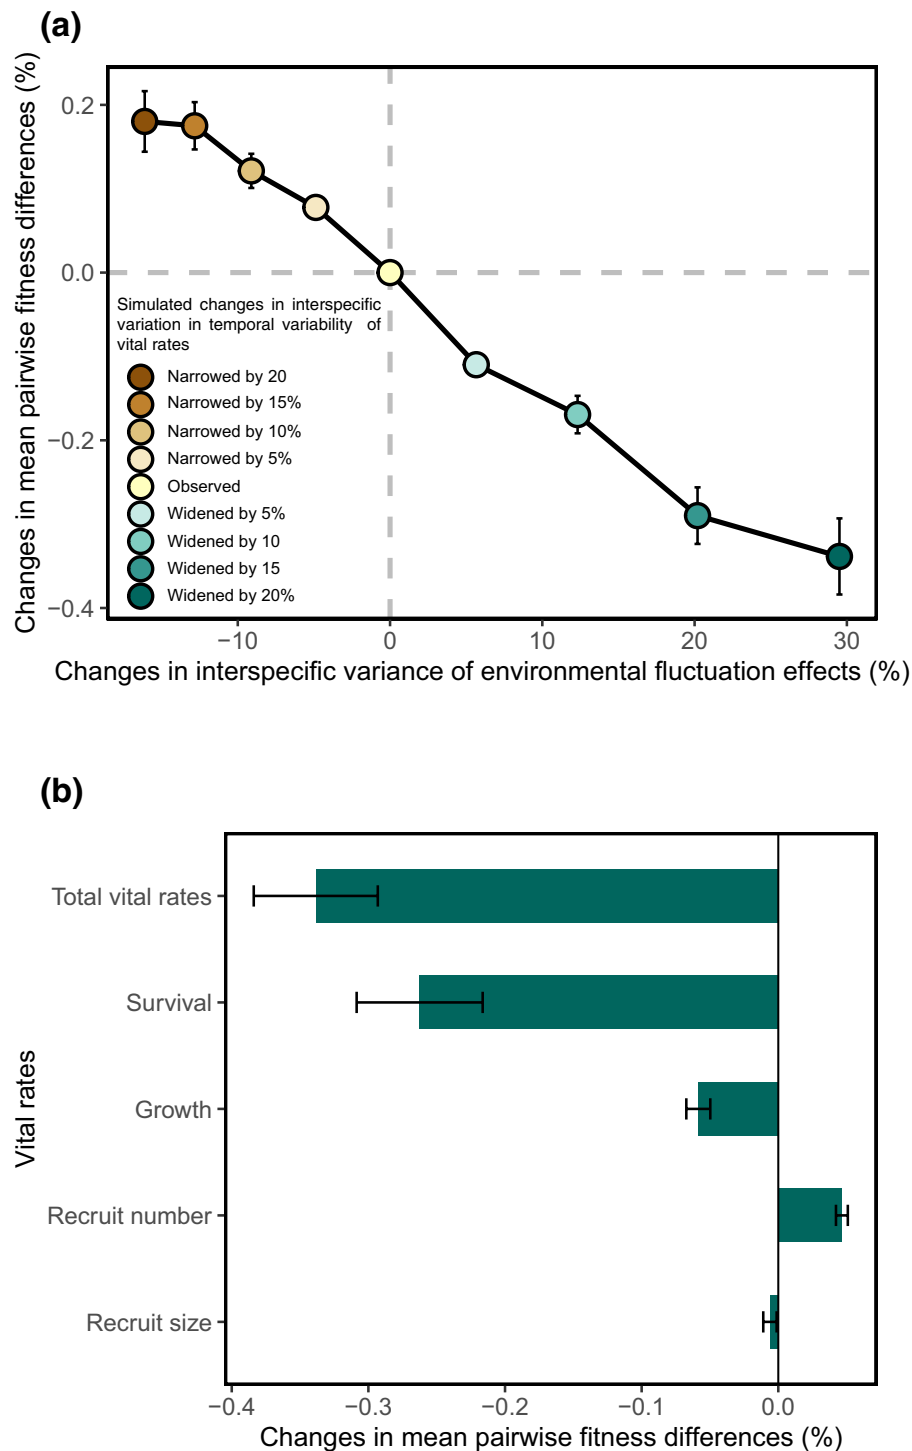 (a)
Changes in mean pairwise fitness differences (%)
0.2
0.0
−0.2
−0.4
Simulated changes in interspecific
variation in temporal variability of
vital rates
Narrowed by 20
Narrowed by 15%
Narrowed by 10%
Narrowed by 5%
Observed
Widened by 5%
Widened by 10
Widened by 15
Widened by 20%
−10
0
10
20
30
Changes in interspecific variance of environmental fluctuation effects (%)
(b)
Vital rates
Total vital rates
Survival
Growth
Recruit number
Recruit size
−0.4
−0.3
−0.2
−0.1
0.0
Changes in mean pairwise fitness differences (%)